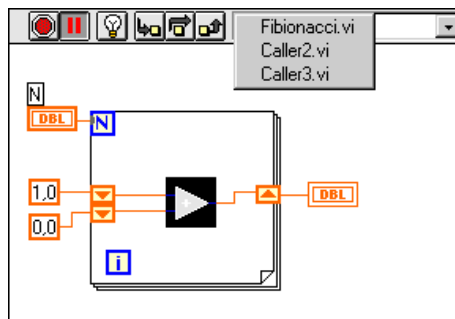 Fibionacci.vi
Caller2.vi
Caller3.vi
N
DBL
N
1,0
0,0
+
DBL
i